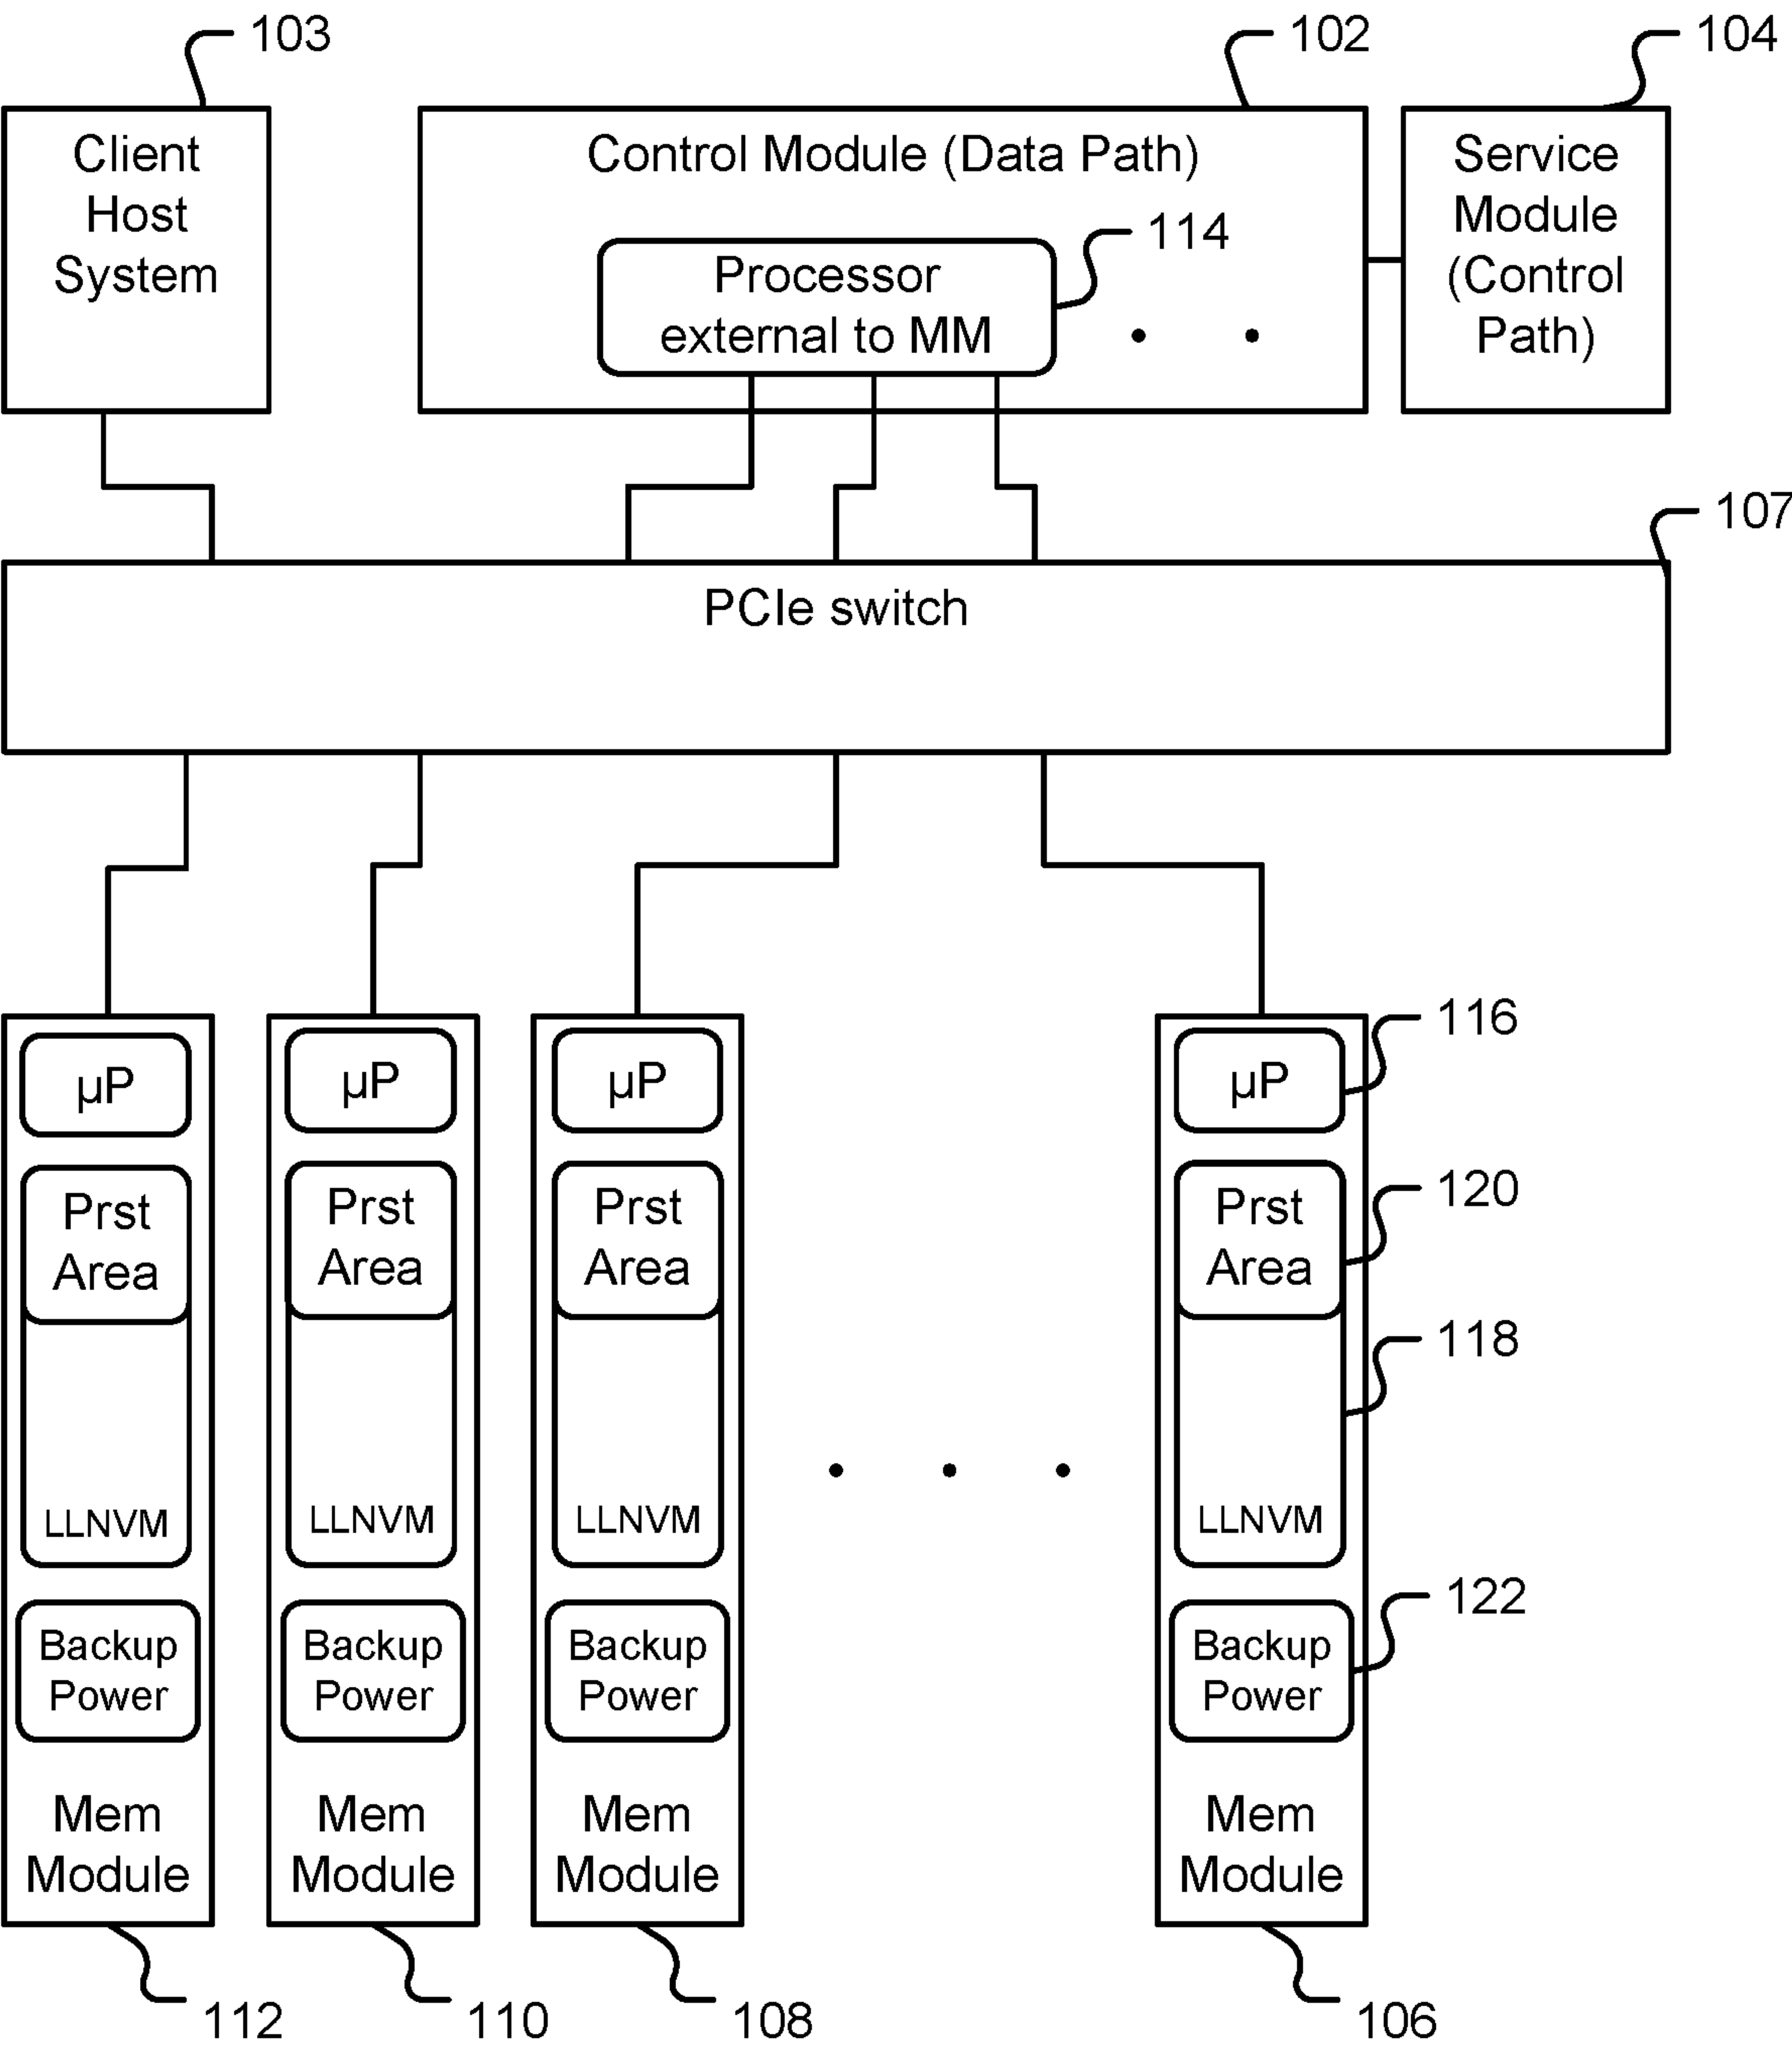 103
102
104
Client
Host
System
Control Module (Data Path)
Service
Module
(Control
Path)
114
Processor
external to MM
107
PCIe switch
116
µP
µP
µP
µP
120
Prst
Area
Prst
Area
Prst
Area
Prst
Area
118
LLNVM
LLNVM
LLNVM
LLNVM
122
Backup
Power
Backup
Power
Backup
Power
Backup
Power
Mem
Module
Mem
Module
Mem
Module
Mem
Module
112
110
108
106